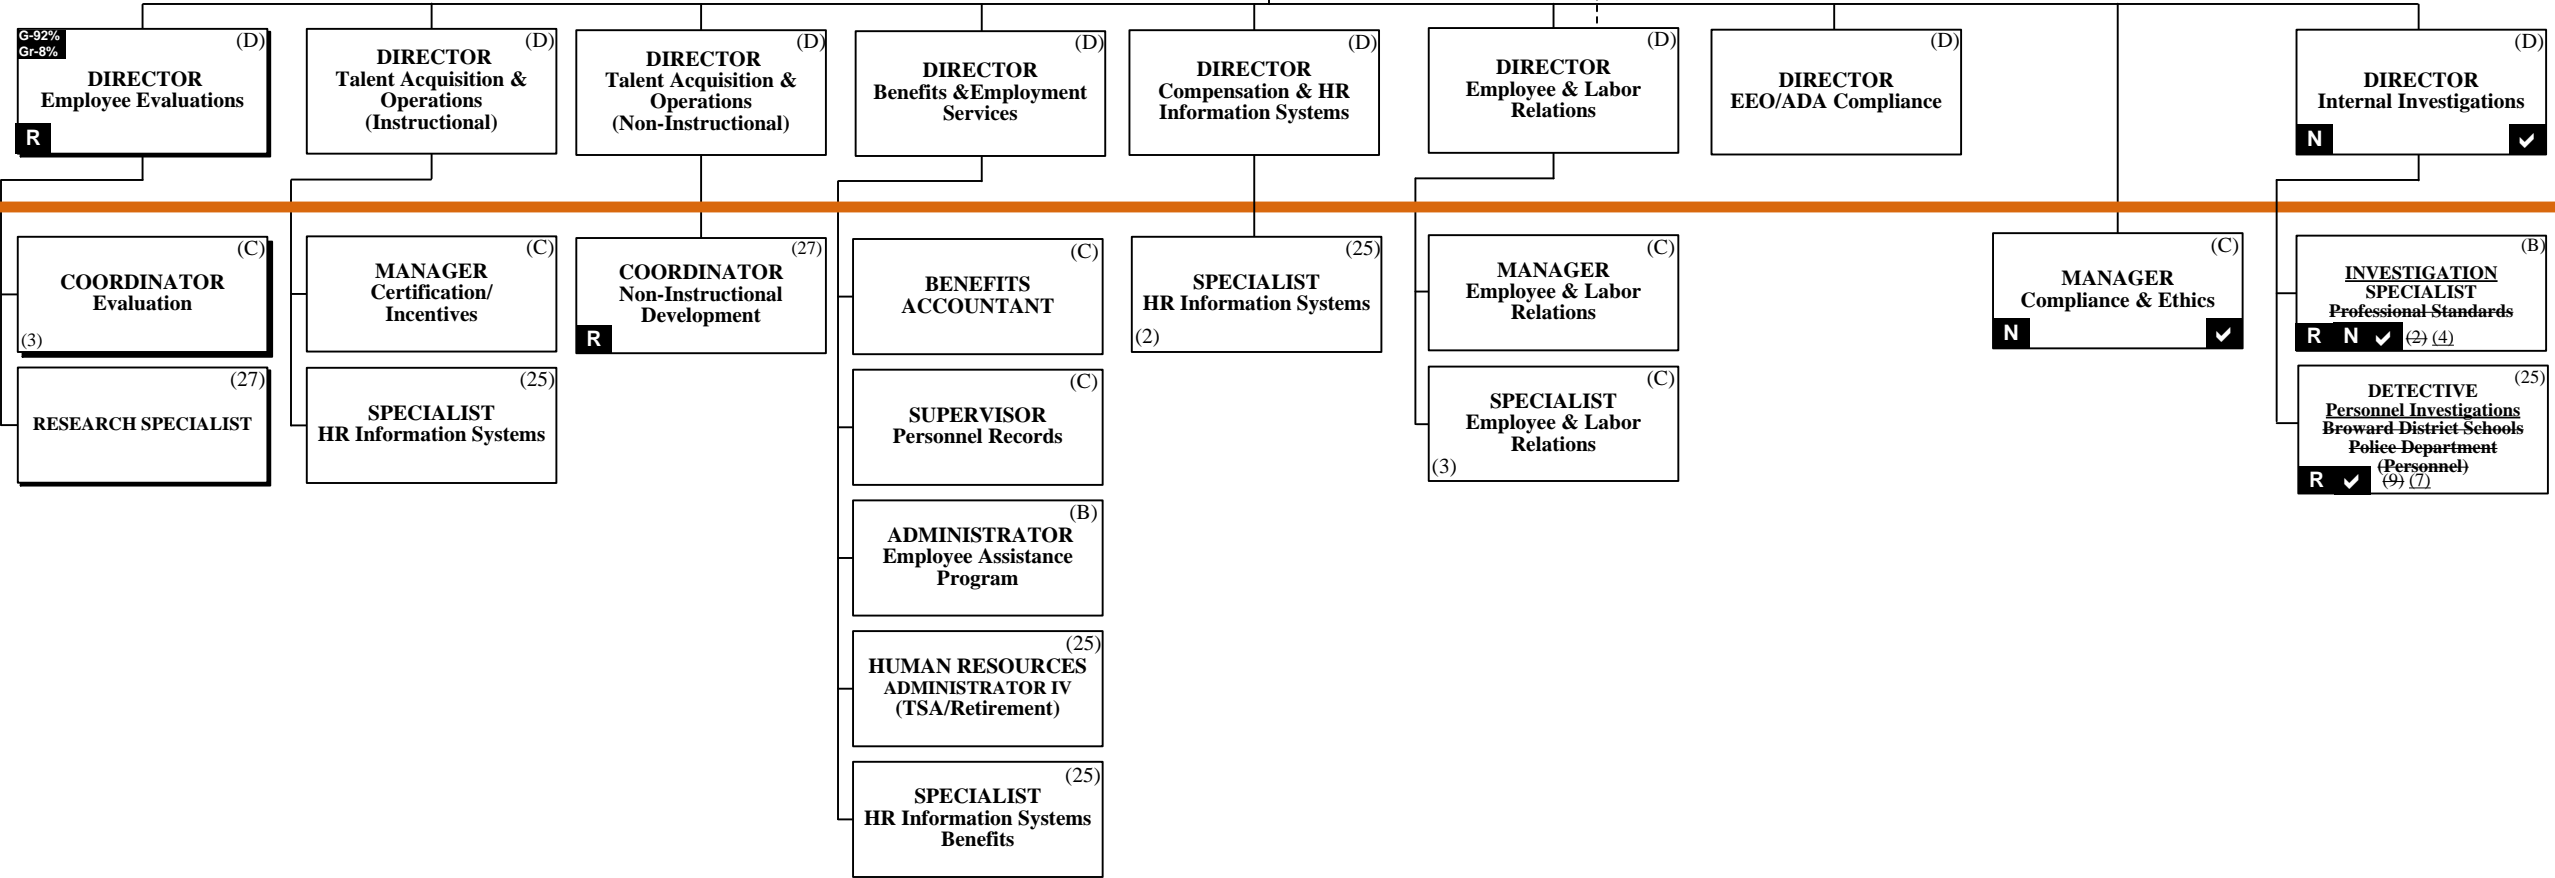 G-92%
Gr-8%
(D)
DIRECTOR
Employee Evaluations
R
(D)
DIRECTOR
Talent Acquisition &
Operations
(Instructional)
(D)
DIRECTOR
Talent Acquisition &
Operations
(Non-Instructional)
(D)
DIRECTOR
Benefits &Employment
Services
(D)
DIRECTOR
Compensation & HR
Information Systems
(D)
DIRECTOR
Employee & Labor
Relations
(D)
DIRECTOR
EEO/ADA Compliance
(D)
DIRECTOR
Internal Investigations
N ✓
(C)
COORDINATOR
Evaluation
(3)
(27)
RESEARCH SPECIALIST
(C)
MANAGER
Certification/
Incentives
(25)
SPECIALIST
HR Information Systems
(27)
COORDINATOR
Non-Instructional
Development
R
(C)
BENEFITS
ACCOUNTANT
(C)
SUPERVISOR
Personnel Records
(B)
ADMINISTRATOR
Employee Assistance
Program
(25)
HUMAN RESOURCES
ADMINISTRATOR IV
(TSA/Retirement)
(25)
SPECIALIST
HR Information Systems
Benefits
(25)
SPECIALIST
HR Information Systems
(2)
(C)
MANAGER
Employee & Labor
Relations
(C)
SPECIALIST
Employee & Labor
Relations
(3)
(C)
MANAGER
Compliance & Ethics
N ✓
(B)
INVESTIGATION
SPECIALIST
Professional Standards
R N ✓ (2) (4)
(25)
DETECTIVE
Personnel Investigations
Broward District Schools
Police Department
(Personnel)
R ✓ (9) (7)